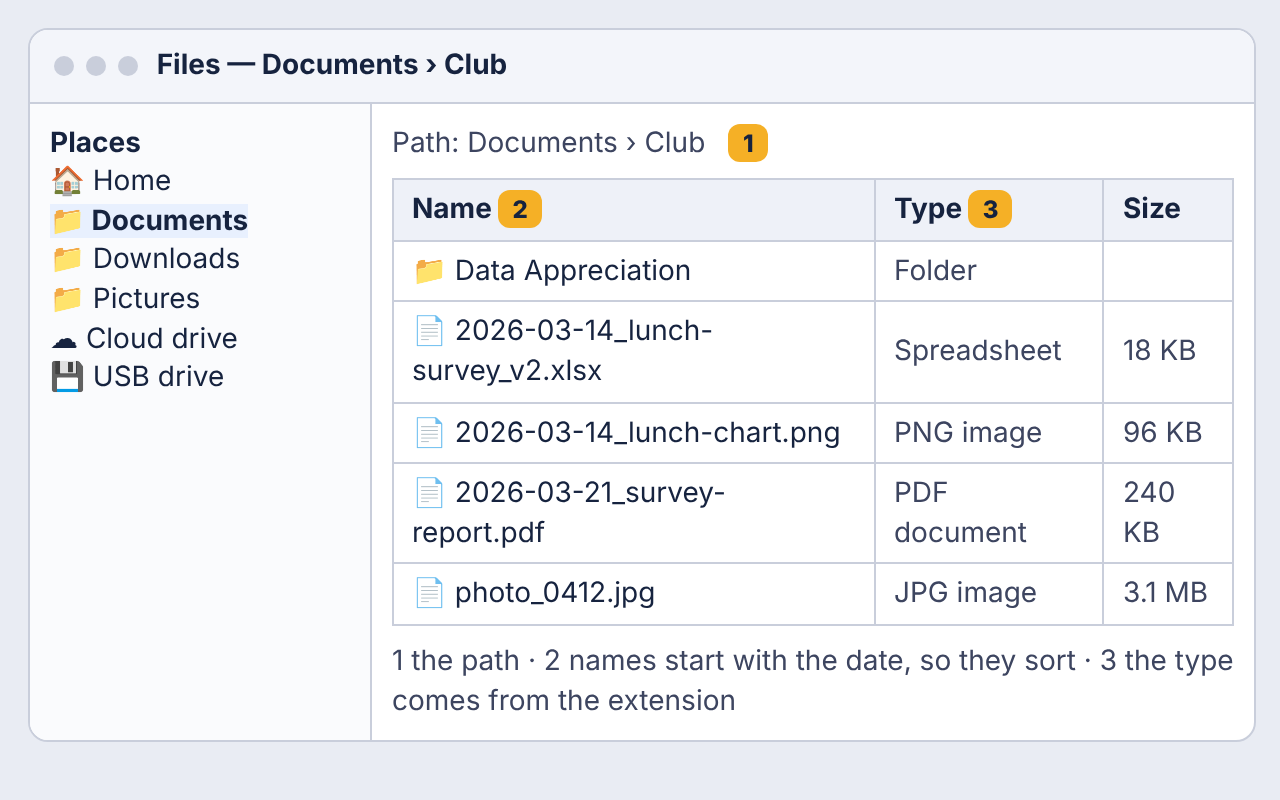 Files — Documents › Club
Places
🏠 Home
📁 Documents
📁 Downloads
📁 Pictures
☁ Cloud drive
💾 USB drive
Path: Documents › Club 1
Name 2 Type 3 Size
📁 Data Appreciation Folder
📄 2026-03-14_lunch-
survey_v2.xlsx Spreadsheet 18 KB
📄 2026-03-14_lunch-chart.png PNG image 96 KB
📄 2026-03-21_survey- PDF 240
report.pdf document KB
📄 photo_0412.jpg JPG image 3.1 MB
1 the path · 2 names start with the date, so they sort · 3 the type
comes from the extension